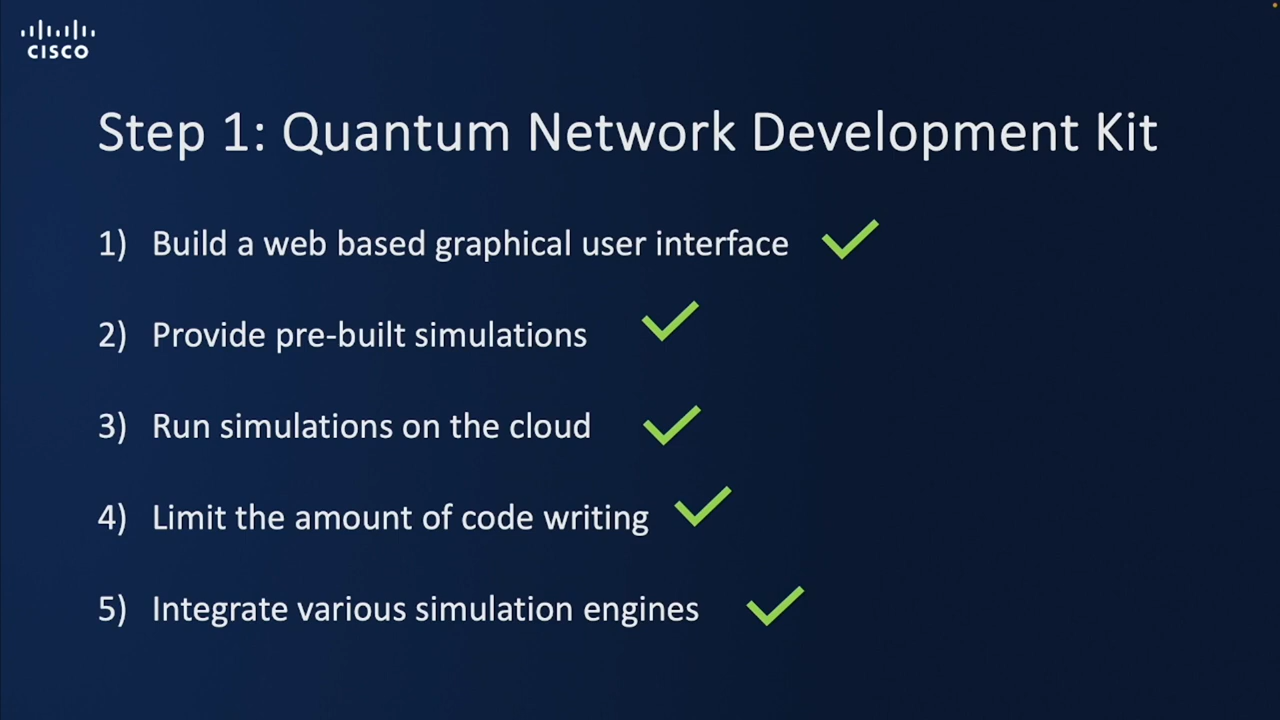 CISCO
Step 1: Quantum Network Development Kit
1) Build a web based graphical user interface
2) Provide pre-built simulations
3) Run simulations on the cloud
4) Limit the amount of code writing
5) Integrate various simulation engines